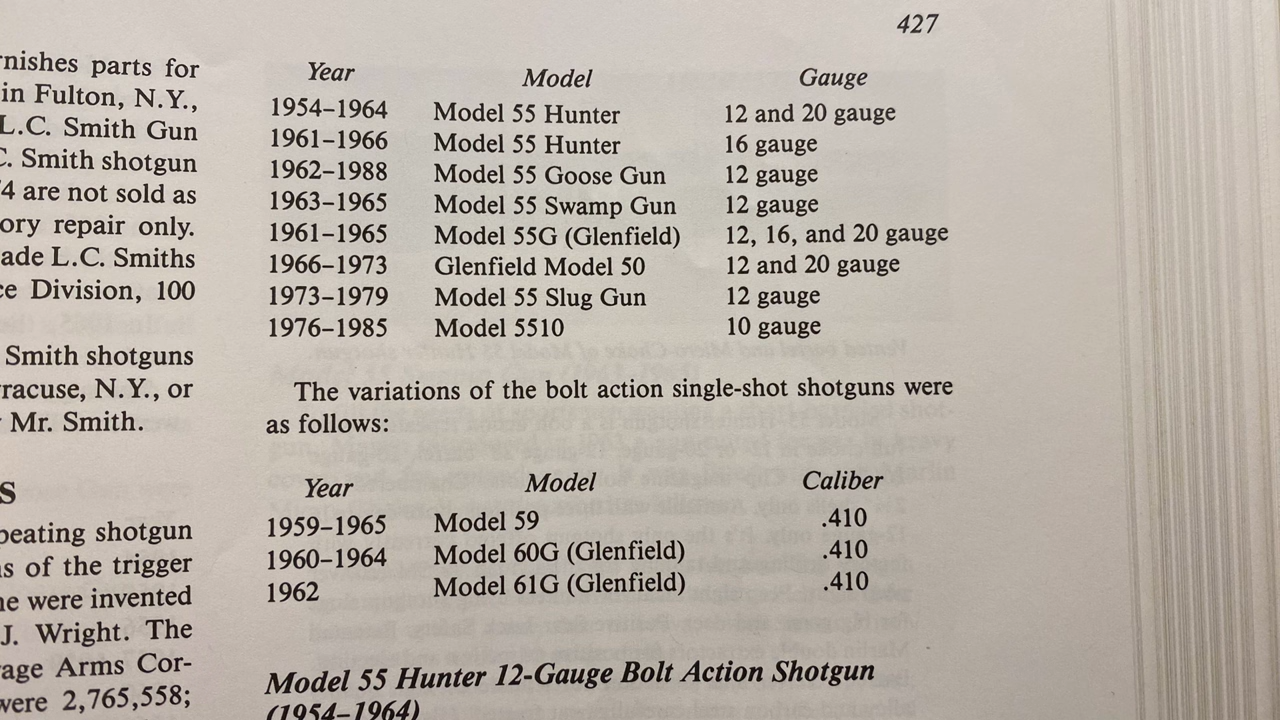 427
rnishes parts for
in Fulton, N.Y.,
L.C. Smith Gun
C. Smith shotgun
4 are not sold as
ory repair only.
ade L.C. Smiths
ce Division, 100
Smith shotguns
racuse, N.Y., or
Mr. Smith.
S
peating shotgun
ns of the trigger
ne were invented
J. Wright. The
age Arms Cor-
were 2,765,558;
Year Model Gauge
1954–1964 Model 55 Hunter 12 and 20 gauge
1961–1966 Model 55 Hunter 16 gauge
1962–1988 Model 55 Goose Gun 12 gauge
1963–1965 Model 55 Swamp Gun 12 gauge
1961–1965 Model 55G (Glenfield) 12, 16, and 20 gauge
1966–1973 Glenfield Model 50 12 and 20 gauge
1973–1979 Model 55 Slug Gun 12 gauge
1976–1985 Model 5510 10 gauge
The variations of the bolt action single-shot shotguns were
as follows:
Year Model Caliber
1959–1965 Model 59 .410
1960–1964 Model 60G (Glenfield) .410
1962 Model 61G (Glenfield) .410
Model 55 Hunter 12-Gauge Bolt Action Shotgun
(1954–1964)